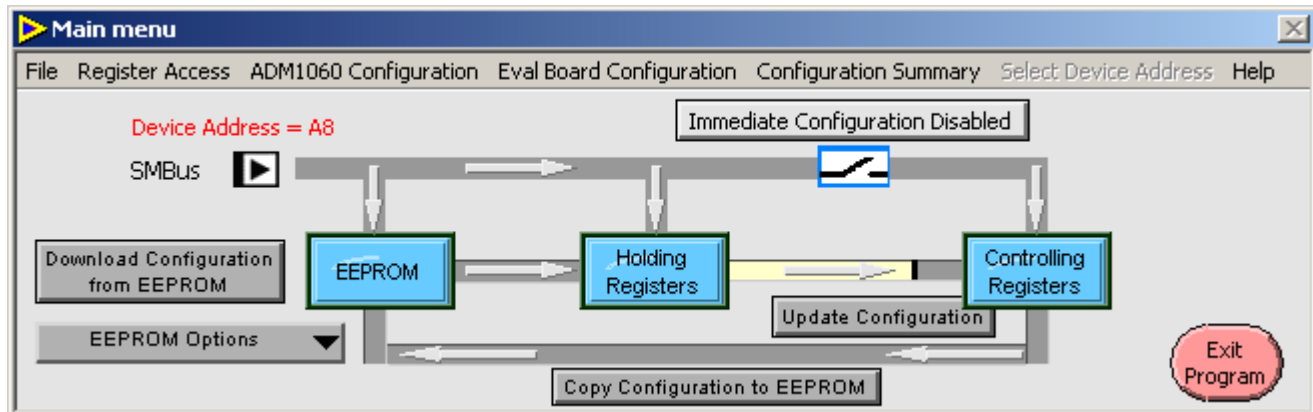 Main menu
File Register Access ADM1060 Configuration Eval Board Configuration Configuration Summary Select Device Address Help
Immediate Configuration Disabled
Device Address = A8
SMBus
Download Configuration
from EEPROM
EEPROM
Holding
Registers
Controlling
Registers
Update Configuration
EEPROM Options
Copy Configuration to EEPROM
Exit
Program